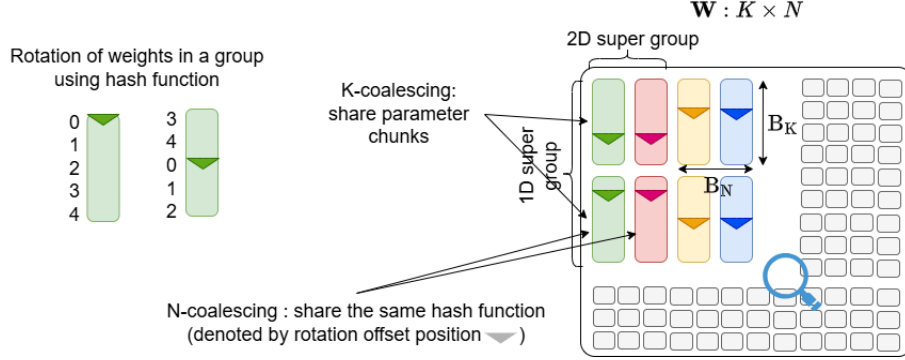 W : K × N
2D super group
Rotation of weights in a group
using hash function
K-coalescing:
share parameter
chunks
0
1
2
3
4
3
4
0
1
2
1D super
group
B_K
B_N
N-coalescing : share the same hash function
(denoted by rotation offset position )